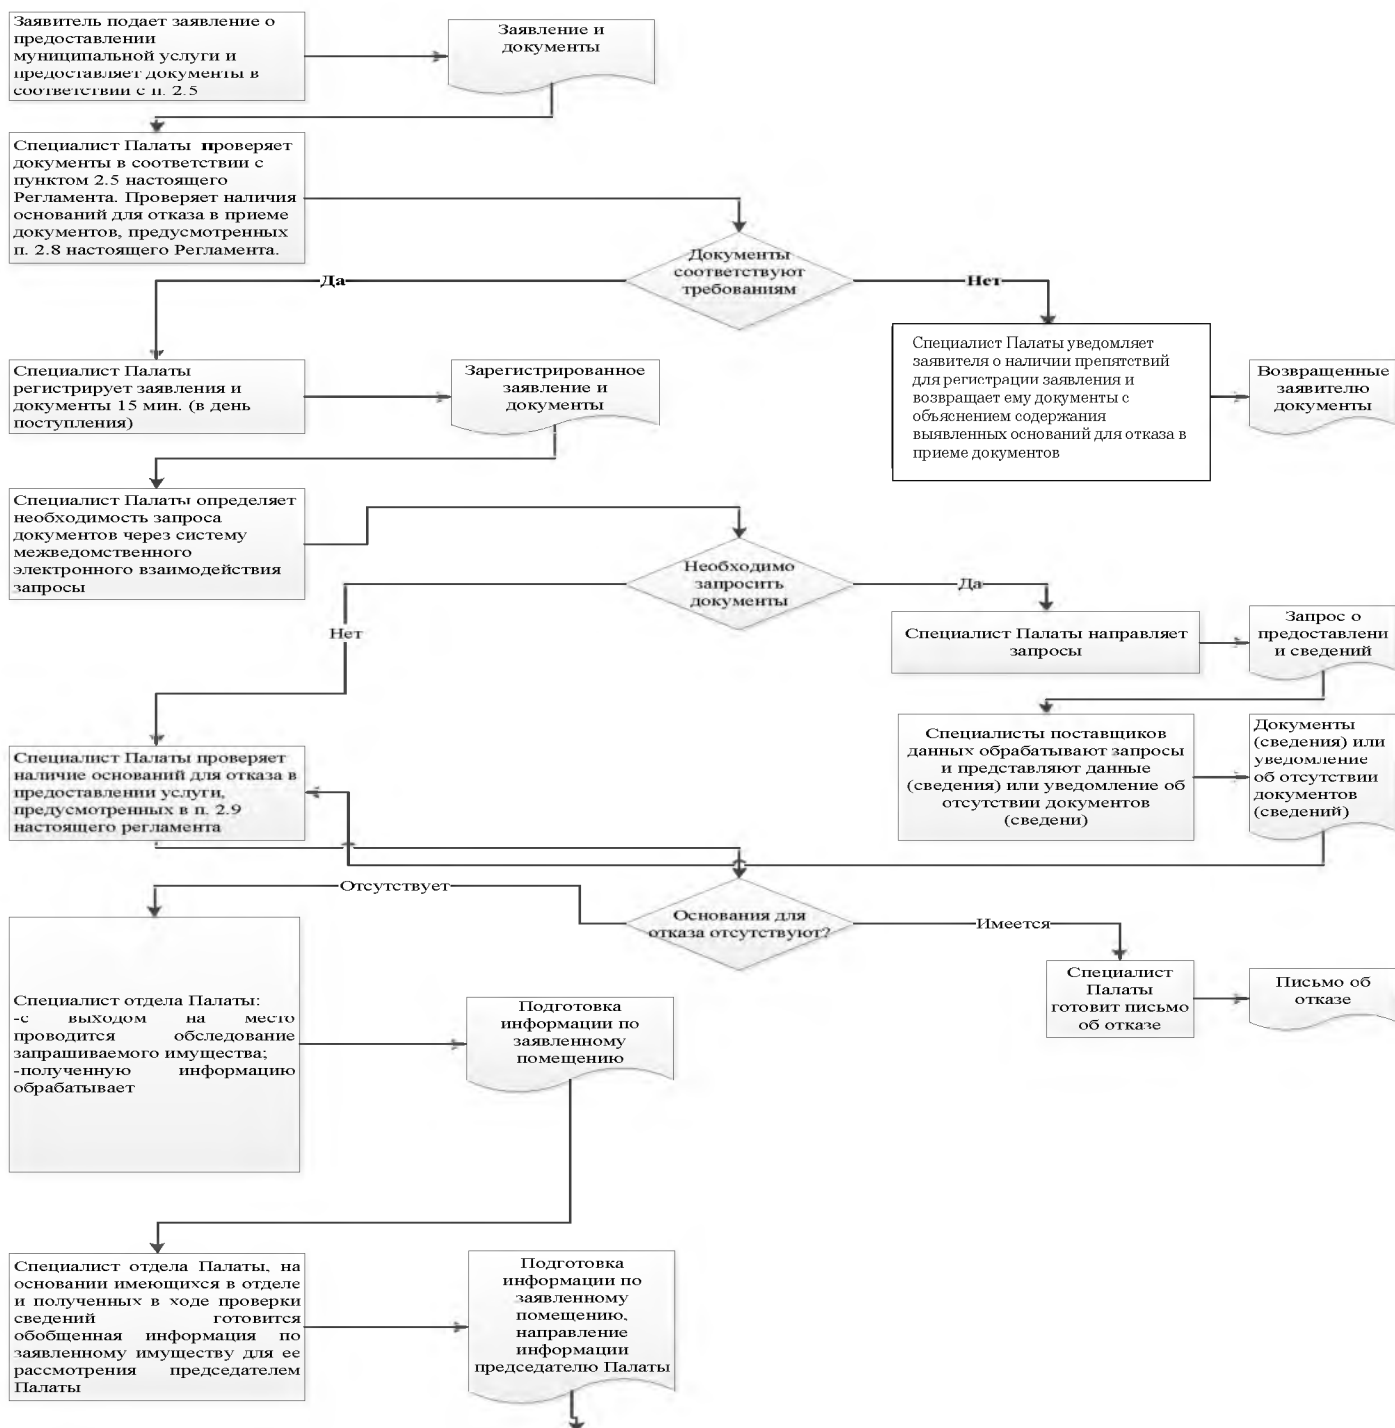 Заявитель подает заявление о
предоставлении
муниципальной услуги и
предоставляет документы в
соответствии с п. 2.5
Заявление и
документы
Специалист Палаты проверяет
документы в соответствии с
пунктом 2.5 настоящего
Регламента. Проверяет наличия
оснований для отказа в приеме
документов, предусмотренных
п. 2.8 настоящего Регламента.
Документы
соответствуют
требованиям
Да
Нет
Специалист Палаты
регистрирует заявления и
документы 15 мин. (в день
поступления)
Зарегистрированное
заявление и
документы
Специалист Палаты уведомляет
заявителя о наличии препятствий
для регистрации заявления и
возвращает ему документы с
объяснением содержания
выявленных оснований для отказа в
приеме документов
Возвращенные
заявителю
документы
Специалист Палаты определяет
необходимость запроса
документов через систему
межведомственного
электронного взаимодействия
запросы
Необходимо
запросить
документы
Да
Нет
Специалист Палаты направляет
запросы
Запрос о
предоставлени
и сведений
Специалист Палаты проверяет
наличие оснований для отказа в
предоставлении услуги,
предусмотренных в п. 2.9
настоящего регламента
Специалисты поставщиков
данных обрабатывают запросы
и представляют данные
(сведения) или уведомление об
отсутствии документов
(сведени)
Документы
(сведения) или
уведомление
об отсутствии
документов
(сведений)
Отсутствует
Основания для
отказа отсутствуют?
Имеется
Специалист
Палаты
готовит письмо
об отказе
Письмо об
отказе
Специалист отдела Палаты:
-с выходом на место
проводится обследование
запрашиваемого имущества;
-полученную информацию
обрабатывает
Подготовка
информации по
заявленному
помещению
Специалист отдела Палаты, на
основании имеющихся в отделе
и полученных в ходе проверки
сведений готовится
обобщенная информация по
заявленному имуществу для ее
рассмотрения председателем
Палаты
Подготовка
информации по
заявленному
помещению,
направление
информации
председателю Палаты